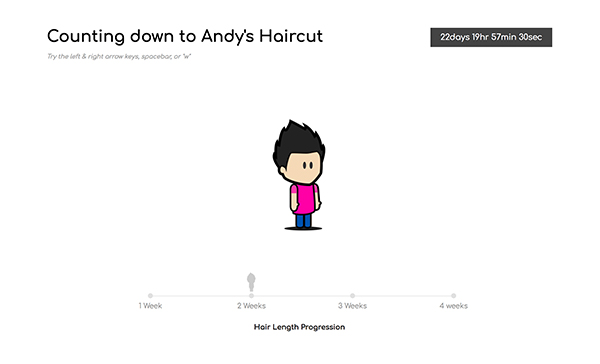 Counting down to Andy's Haircut
22days 19hr 57min 30sec
Try the left & right arrow keys, spacebar, or "w"
1 Week
2 Weeks
3 Weeks
4 weeks
Hair Length Progression